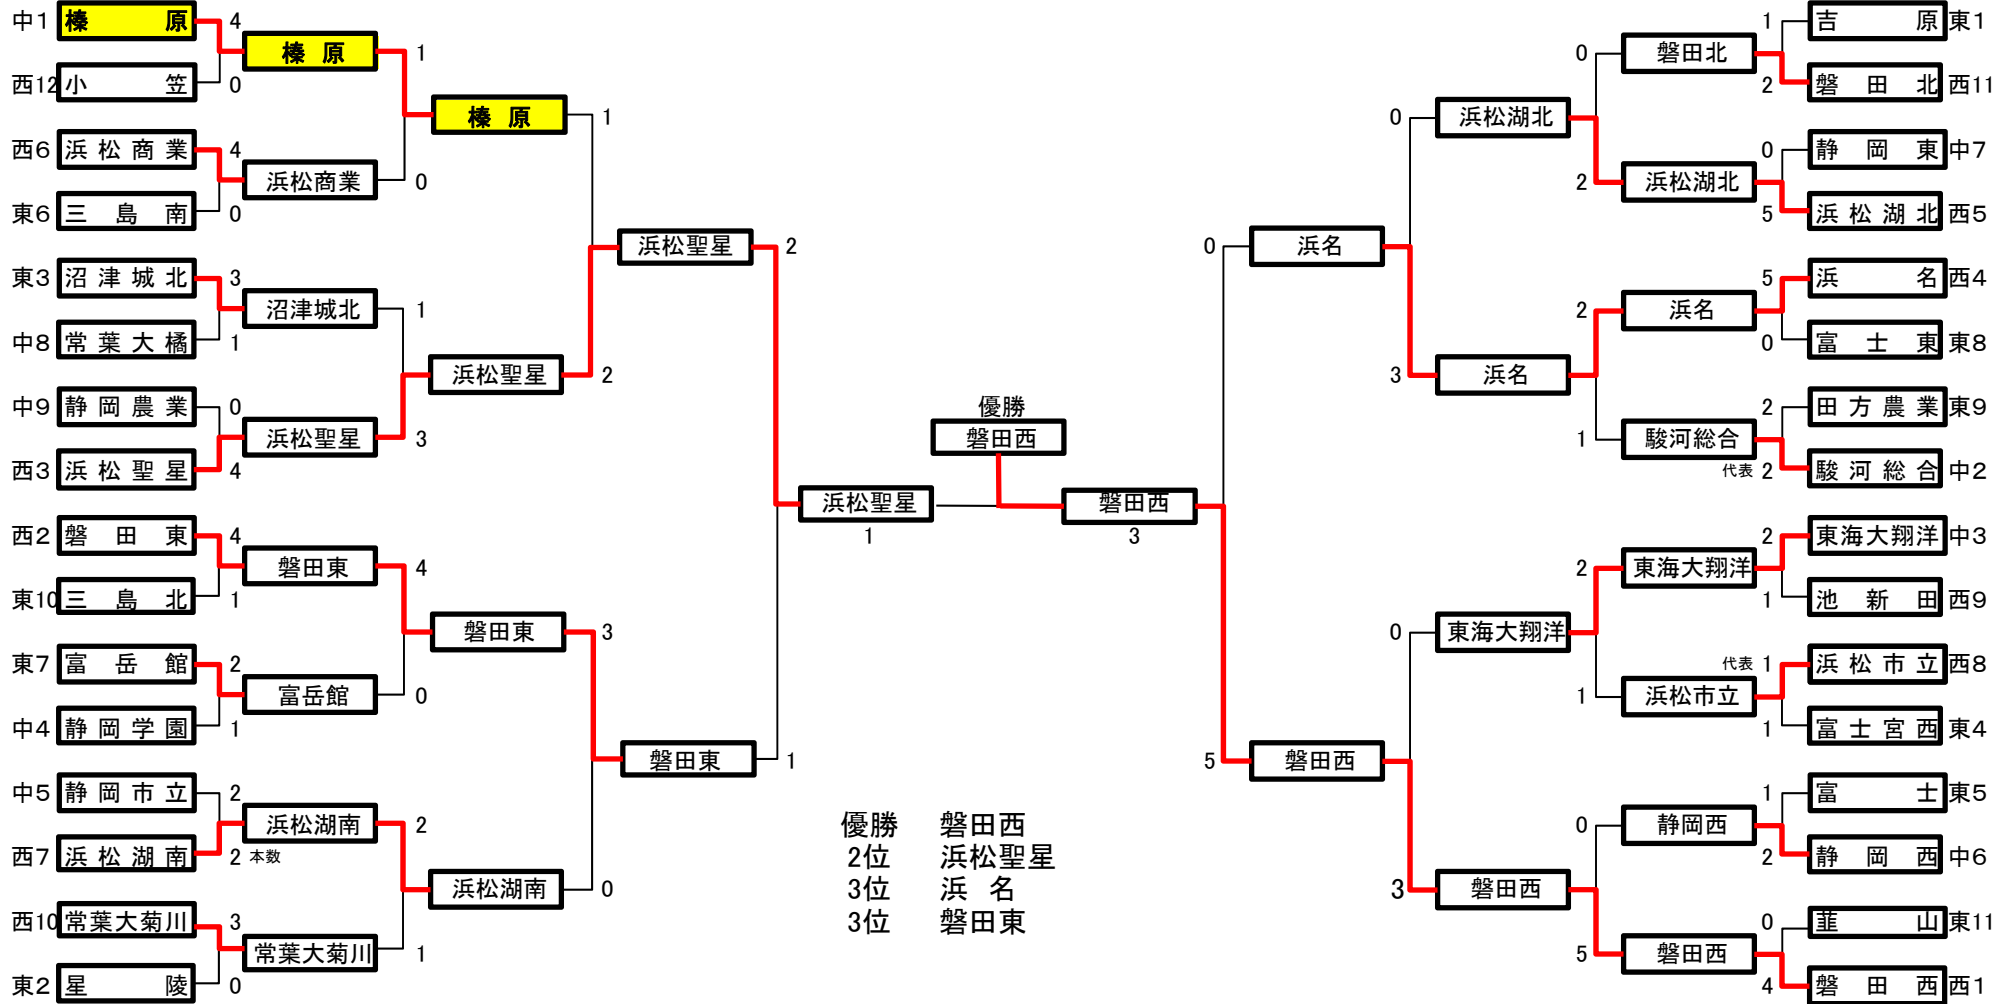 中1 榛原 4
榛原 1
西12 小笠 0
榛原 1
西6 浜松商業 4
浜松商業 0
東6 三島南 0
浜松聖星 2
東3 沼津城北 3
沼津城北 1
中8 常葉大橘 1
浜松聖星 2
中9 静岡農業 0
浜松聖星 3
西3 浜松聖星 4
浜松聖星
1
西2 磐田東 4
磐田東 4
東10 三島北 1
磐田東 3
東7 富岳館 2
富岳館 0
中4 静岡学園 1
磐田東 1
中5 静岡市立 2
浜松湖南 2
西7 浜松湖南 2 本数
浜松湖南 0
西10 常葉大菊川 3
常葉大菊川 1
東2 星陵 0
優勝
磐田西
磐田西
3
優勝 磐田西
2位 浜松聖星
3位 浜名
3位 磐田東
1 吉原 東1
0 磐田北
2 磐田北 西11
0 浜松湖北
0 静岡東 中7
2 浜松湖北
5 浜松湖北 西5
0 浜名
5 浜名 西4
2 浜名
0 富士東 東8
3 浜名
2 田方農業 東9
1 駿河総合
代表 2 駿河総合 中2
2 東海大翔洋 中3
2 東海大翔洋
1 池新田 西9
0 東海大翔洋
代表 1 浜松市立 西8
1 浜松市立
1 富士宮西 東4
5 磐田西
1 富士 東5
0 静岡西
2 静岡西 中6
3 磐田西
0 韮山 東11
5 磐田西
4 磐田西 西1